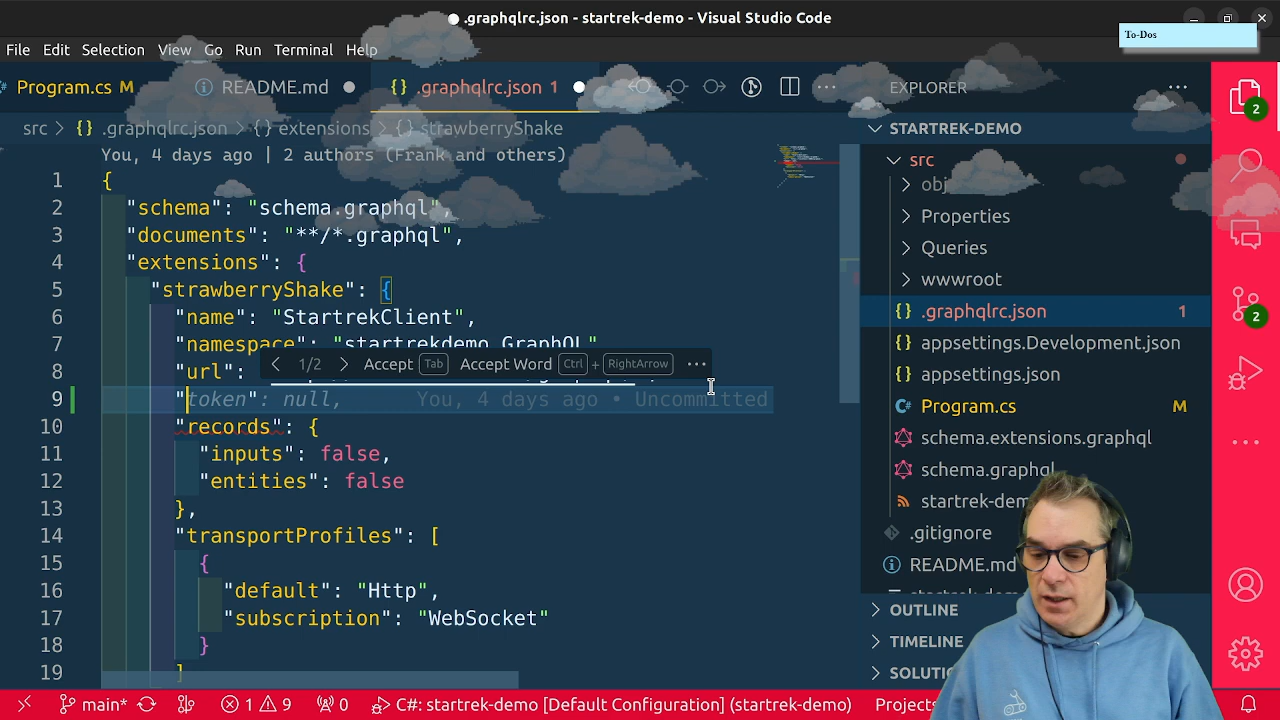 .graphqlrc.json - startrek-demo - Visual Studio Code
To-Dos
File Edit Selection View Go Run Terminal Help
Program.cs M README.md {} .graphqlrc.json 1 ...
EXPLORER ...
src > {} .graphqlrc.json > {} extensions > {} strawberryShake
STARTREK-DEMO
You, 4 days ago | 2 authors (Frank and others)
1 {
2 "schema": "schema.graphql",
3 "documents": "**/*.graphql",
4 "extensions": {
5 "strawberryShake": {
6 "name": "StartrekClient",
7 "namespace": "startrekdemo.GraphQL",
1/2 Accept Tab Accept Word Ctrl + RightArrow ...
8 "url":
9 "token": null, You, 4 days ago • Uncommitted
10 "records": {
11 "inputs": false,
12 "entities": false
13 },
14 "transportProfiles": [
15 {
16 "default": "Http",
17 "subscription": "WebSocket"
18 }
19 ]
src
obj
Properties
Queries
wwwroot
{} .graphqlrc.json 1
{} appsettings.Development.json
{} appsettings.json
Program.cs M
schema.extensions.graphql
schema.graphql
startrek-dem
.gitignore
README.md
OUTLINE
TIMELINE
SOLUTIO
2
2
main* 1 9 0 C#: startrek-demo [Default Configuration] (startrek-demo) Projects